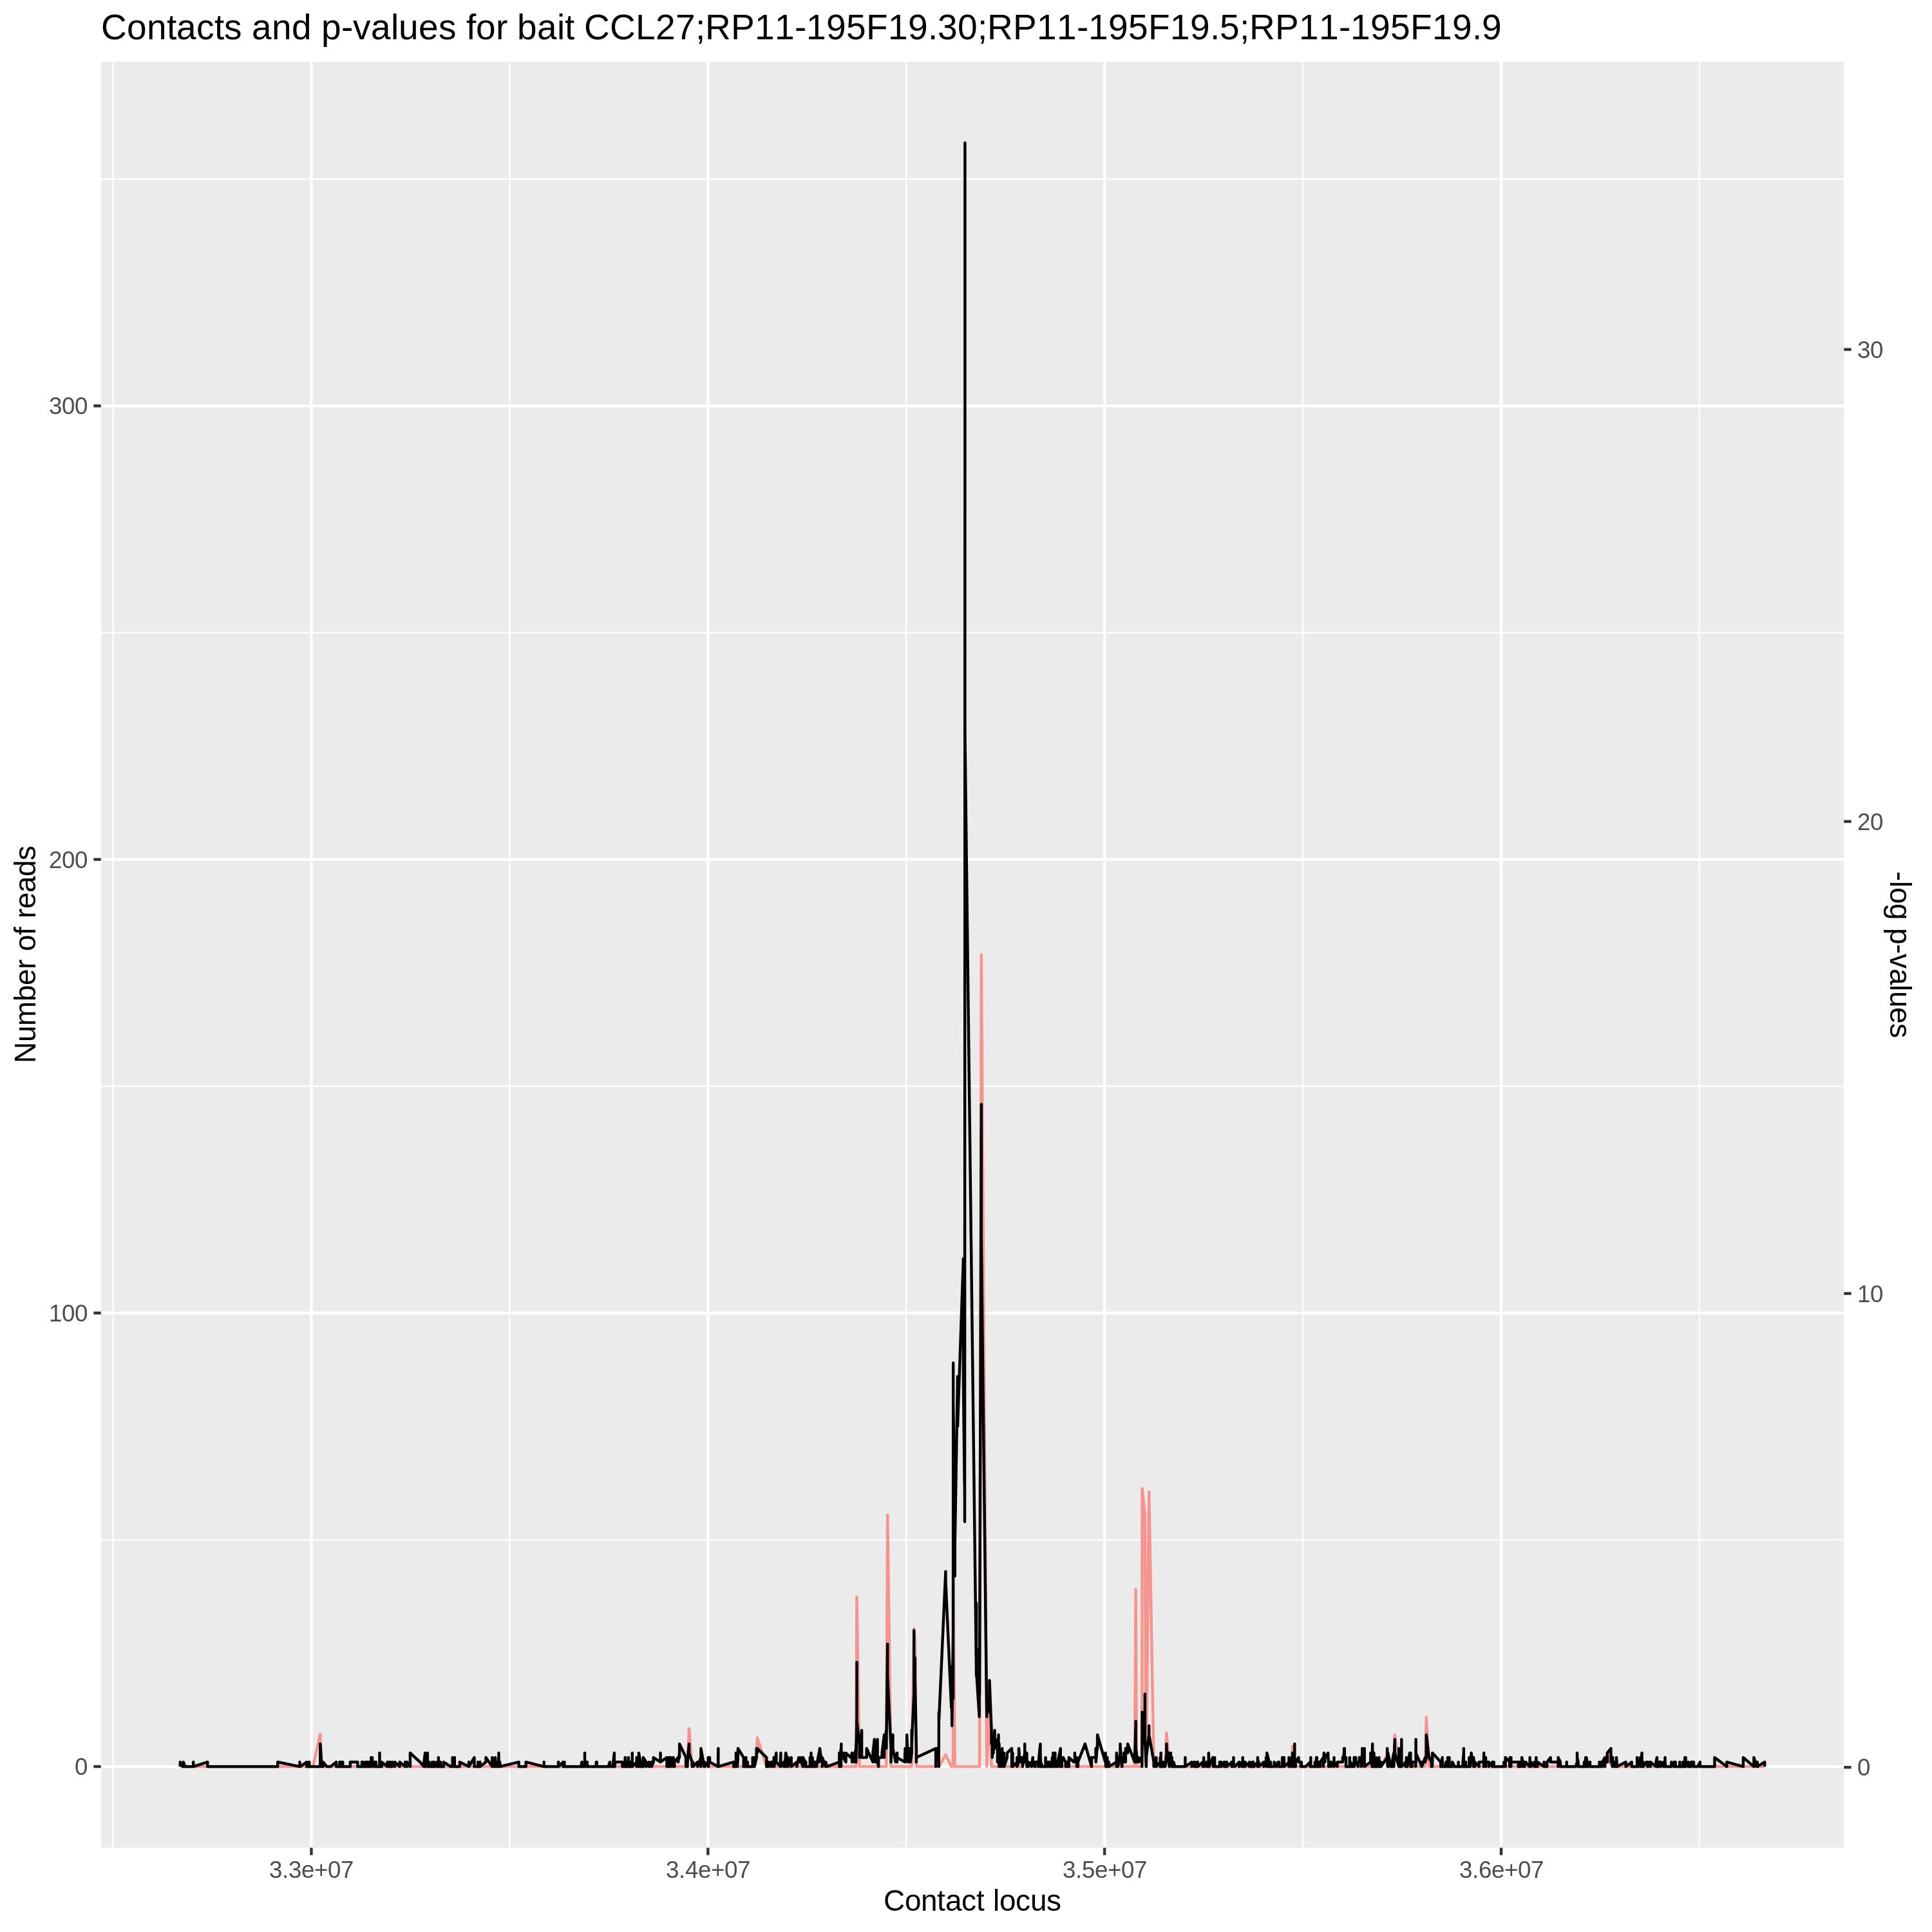 Contacts and p-values for bait CCL27;RP11-195F19.30;RP11-195F19.5;RP11-195F19.9
Number of reads
300
200
100
0
30
20
10
0
-log p-values
3.3e+07
3.4e+07
3.5e+07
3.6e+07
Contact locus